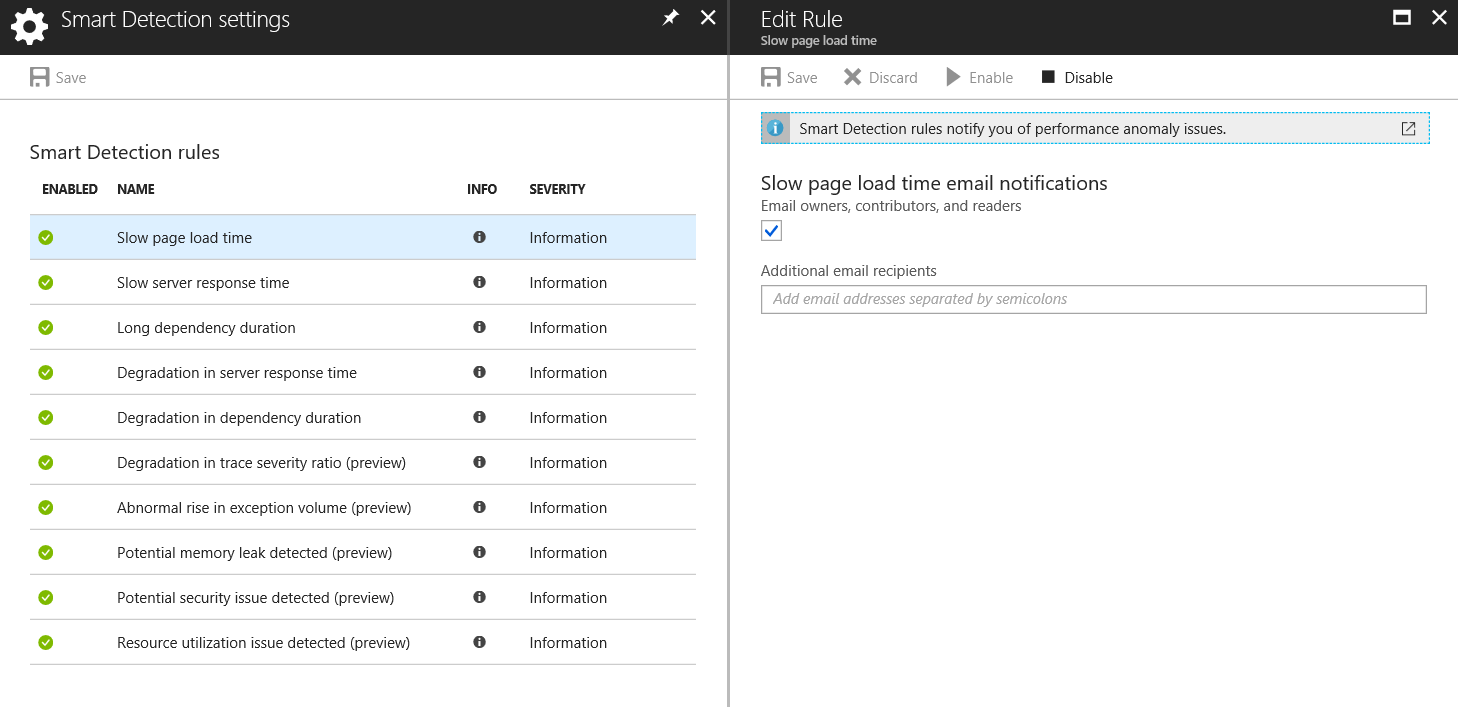 Smart Detection settings
Save
Smart Detection rules
ENABLED NAME INFO SEVERITY
Slow page load time Information
Slow server response time Information
Long dependency duration Information
Degradation in server response time Information
Degradation in dependency duration Information
Degradation in trace severity ratio (preview) Information
Abnormal rise in exception volume (preview) Information
Potential memory leak detected (preview) Information
Potential security issue detected (preview) Information
Resource utilization issue detected (preview) Information
Edit Rule
Slow page load time
Save Discard Enable Disable
Smart Detection rules notify you of performance anomaly issues.
Slow page load time email notifications
Email owners, contributors, and readers
Additional email recipients
Add email addresses separated by semicolons